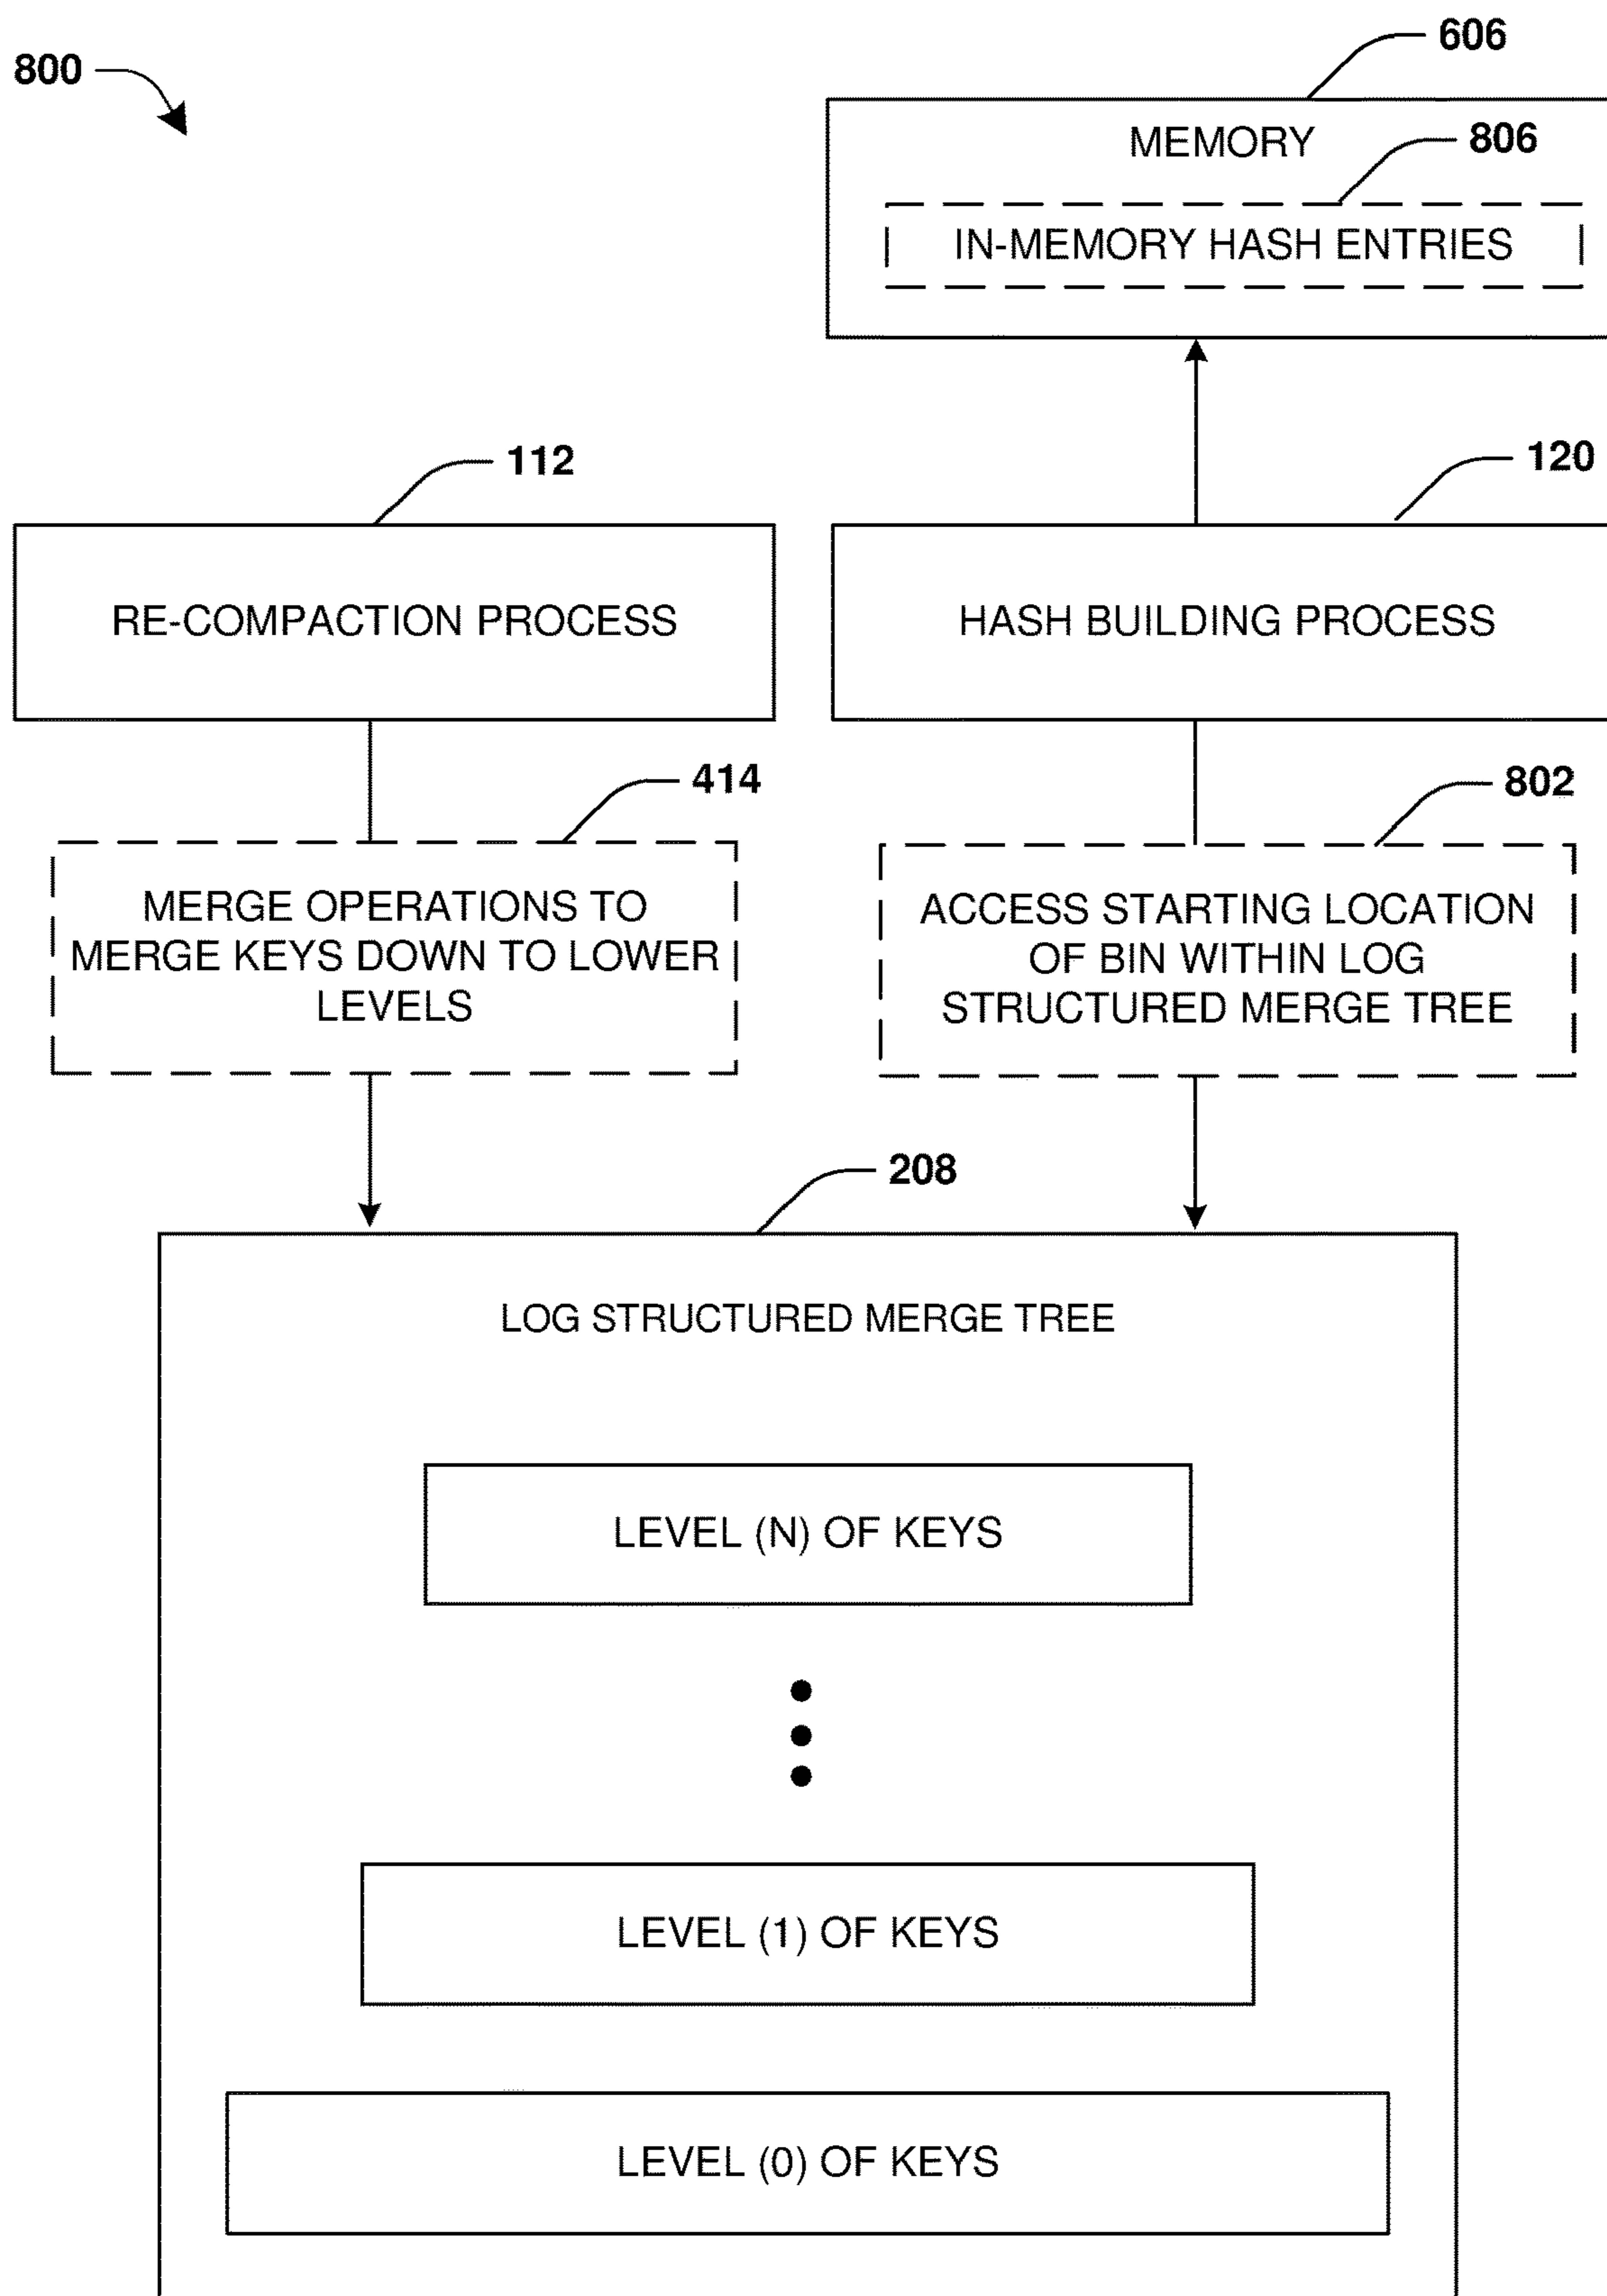 606
800
MEMORY
806
IN-MEMORY HASH ENTRIES
112
120
RE-COMPACTION PROCESS
HASH BUILDING PROCESS
414
802
MERGE OPERATIONS TO
MERGE KEYS DOWN TO LOWER
LEVELS
ACCESS STARTING LOCATION
OF BIN WITHIN LOG
STRUCTURED MERGE TREE
208
LOG STRUCTURED MERGE TREE
LEVEL (N) OF KEYS
LEVEL (1) OF KEYS
LEVEL (0) OF KEYS